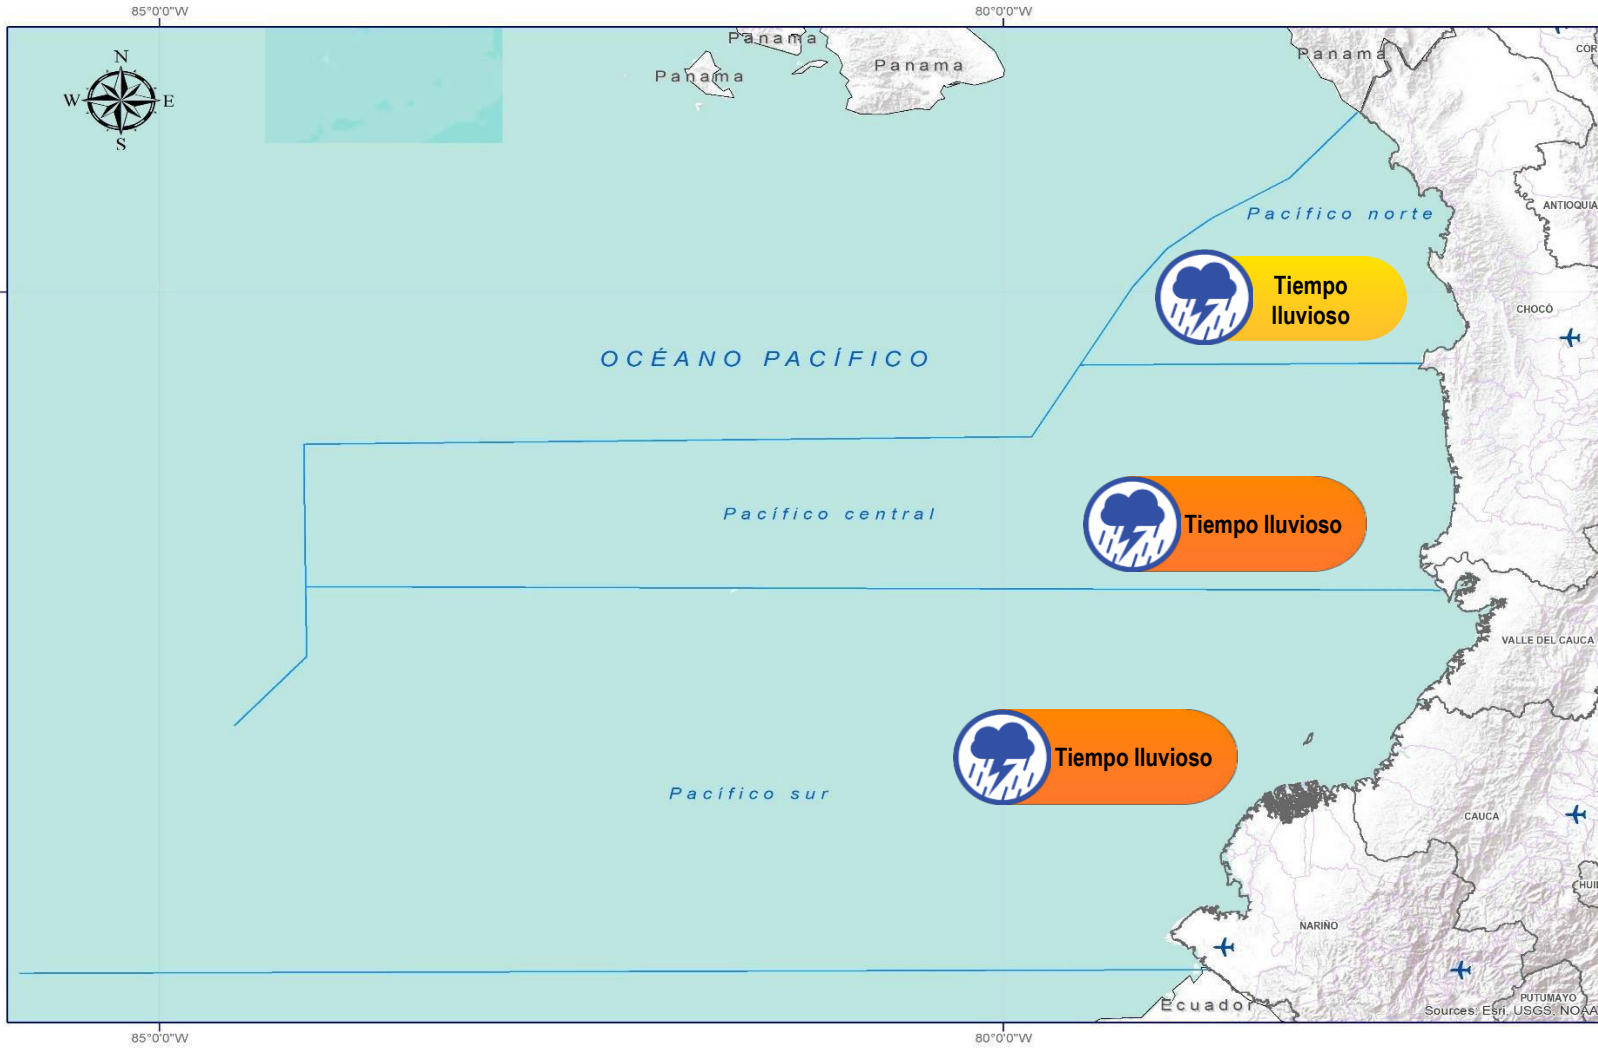 85°0'0"W
80°0'0"W
N
W
E
S
Panama
Panama
Panama
Panama
ANTIOQUIA
Pacífico norte
Tiempo
lluvioso
CHOCÓ
OCÉANO PACÍFICO
Pacífico central
Tiempo lluvioso
VALLE DEL CAUCA
Tiempo lluvioso
Pacífico sur
CAUCA
NARIÑO
Ecuador
PUTUMAYO
Sources: Esri, USGS, NOAA
85°0'0"W
80°0'0"W